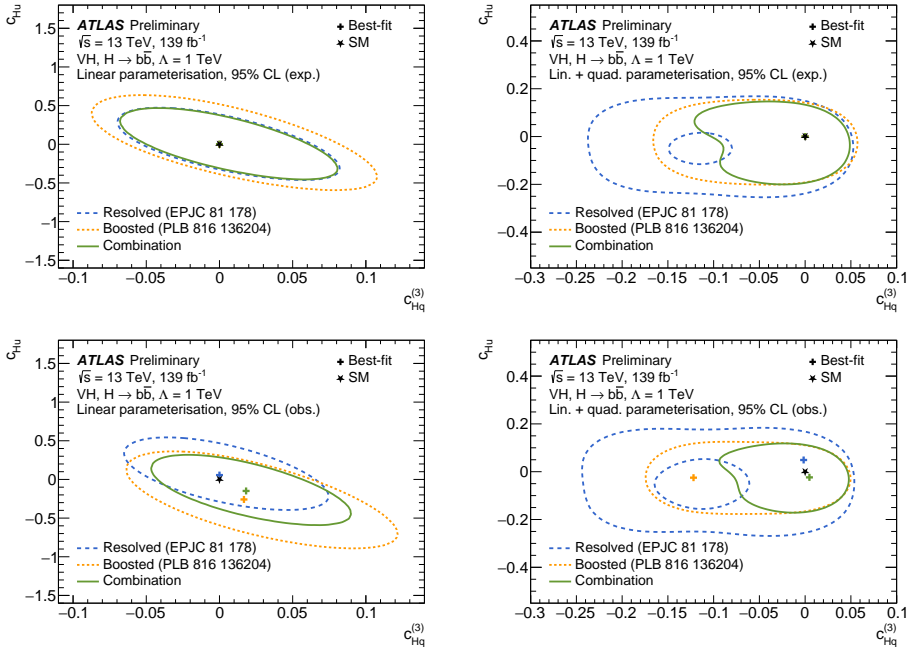 c_Hu
1.5
1
0.5
0
−0.5
−1
−1.5
ATLAS Preliminary
√s = 13 TeV, 139 fb⁻¹
VH, H → bb̅, Λ = 1 TeV
Linear parameterisation, 95% CL (exp.)
Best-fit
SM
Resolved (EPJC 81 178)
Boosted (PLB 816 136204)
Combination
−0.1 −0.05 0 0.05 0.1
c_Hq^(3)
c_Hu
0.4
0.2
0
−0.2
−0.4
ATLAS Preliminary
√s = 13 TeV, 139 fb⁻¹
VH, H → bb̅, Λ = 1 TeV
Lin. + quad. parameterisation, 95% CL (exp.)
Best-fit
SM
Resolved (EPJC 81 178)
Boosted (PLB 816 136204)
Combination
−0.3 −0.25 −0.2 −0.15 −0.1 −0.05 0 0.05 0.1
c_Hq^(3)
c_Hu
1.5
1
0.5
0
−0.5
−1
−1.5
ATLAS Preliminary
√s = 13 TeV, 139 fb⁻¹
VH, H → bb̅, Λ = 1 TeV
Linear parameterisation, 95% CL (obs.)
Best-fit
SM
Resolved (EPJC 81 178)
Boosted (PLB 816 136204)
Combination
−0.1 −0.05 0 0.05 0.1
c_Hq^(3)
c_Hu
0.4
0.2
0
−0.2
−0.4
ATLAS Preliminary
√s = 13 TeV, 139 fb⁻¹
VH, H → bb̅, Λ = 1 TeV
Lin. + quad. parameterisation, 95% CL (obs.)
Best-fit
SM
Resolved (EPJC 81 178)
Boosted (PLB 816 136204)
Combination
−0.3 −0.25 −0.2 −0.15 −0.1 −0.05 0 0.05 0.1
c_Hq^(3)